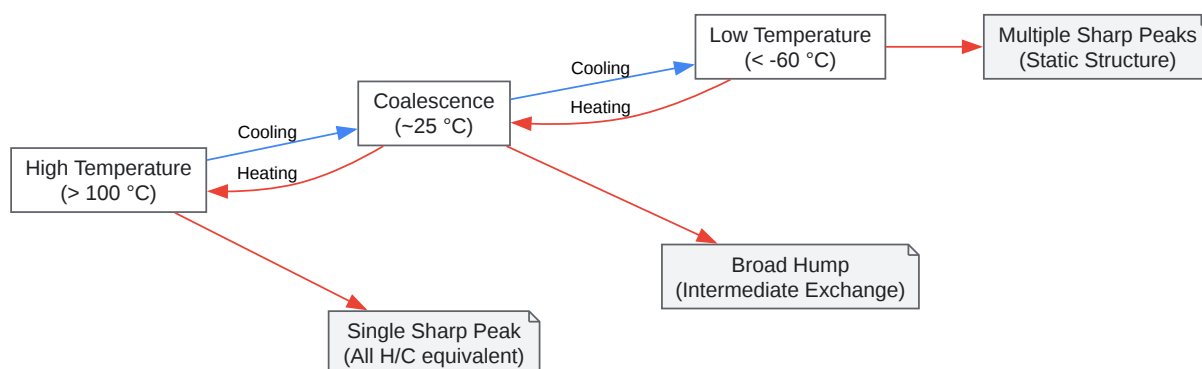 Low Temperature
(< -60 °C)
Multiple Sharp Peaks
(Static Structure)
Cooling
Heating
Coalescence
(~25 °C)
Cooling
Heating
High Temperature
(> 100 °C)
Broad Hump
(Intermediate Exchange)
Single Sharp Peak
(All H/C equivalent)